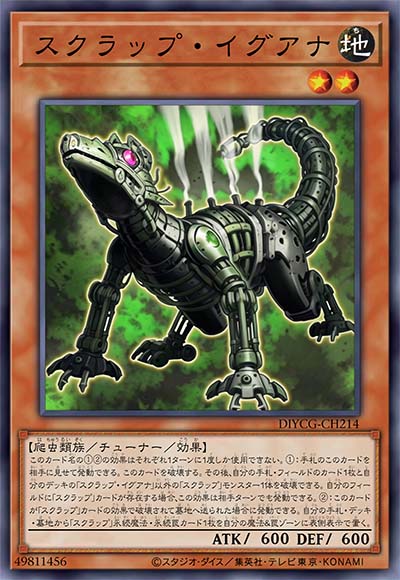 スクラップ・イグアナ
地
DIYCG-CH214
【爬虫類族／チューナー／効果】
このカード名の①②の効果はそれぞれ1ターンに1度しか使用できない。①：手札のこのカードを
相手に見せて発動できる。このカードを破壊する。その後、自分の手札・フィールドのカード1枚と自
分のデッキの「スクラップ・イグアナ」以外の「スクラップ」モンスター1体を破壊できる。自分のフィー
ルドに「スクラップ」カードが存在する場合、この効果は相手ターンでも発動できる。②：このカード
が「スクラップ」カードの効果で破壊されて墓地へ送られた場合に発動できる。自分の手札・デッキ
・墓地から「スクラップ」永続魔法・永続罠カード1枚を自分の魔法&罠ゾーンに表側表示で置く。
ATK／ 600 DEF／ 600
49811456
©スタジオ・ダイス／集英社・テレビ東京・KONAMI